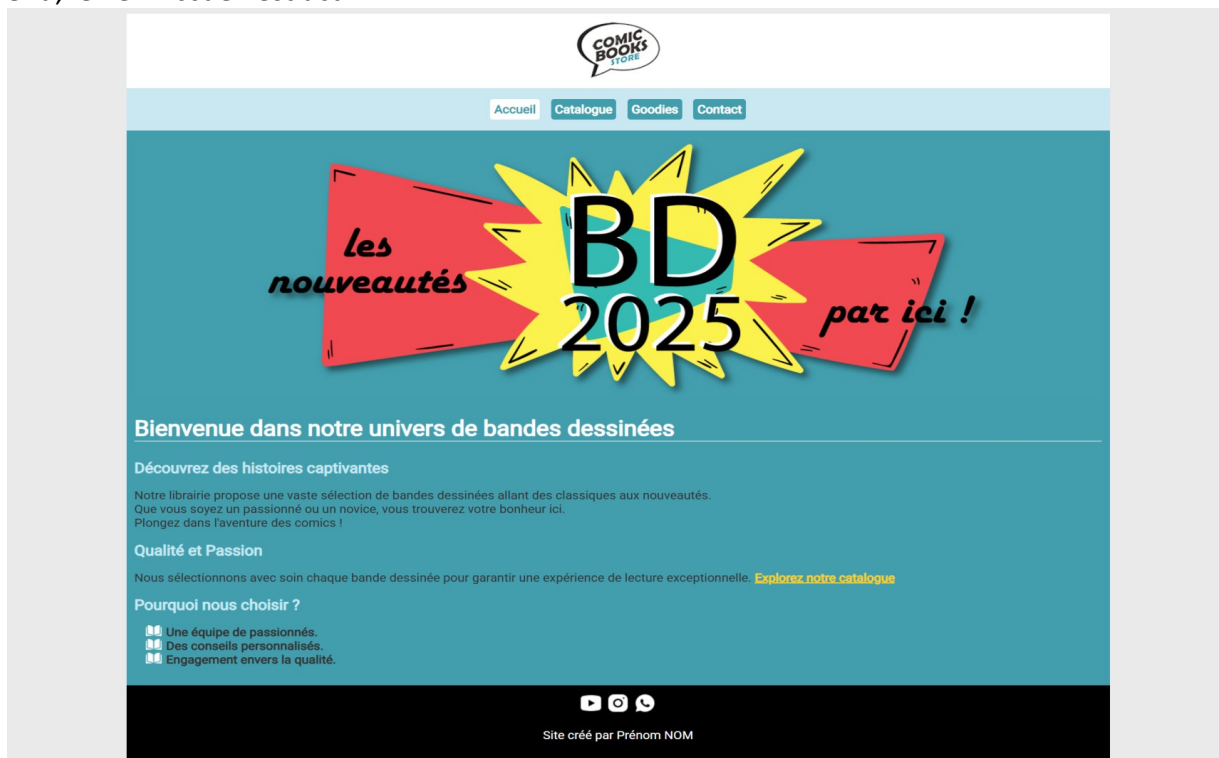 COMIC
BOOKS
STORE
Accueil Catalogue Goodies Contact
les
nouveautés
BD
2025
par ici !
Bienvenue dans notre univers de bandes dessinées
Découvrez des histoires captivantes
Notre librairie propose une vaste sélection de bandes dessinées allant des classiques aux nouveautés.
Que vous soyez un passionné ou un novice, vous trouverez votre bonheur ici.
Plongez dans l'aventure des comics !
Qualité et Passion
Nous sélectionnons avec soin chaque bande dessinée pour garantir une expérience de lecture exceptionnelle. Explorez notre catalogue
Pourquoi nous choisir ?
Une équipe de passionnés.
Des conseils personnalisés.
Engagement envers la qualité.
Site créé par Prénom NOM